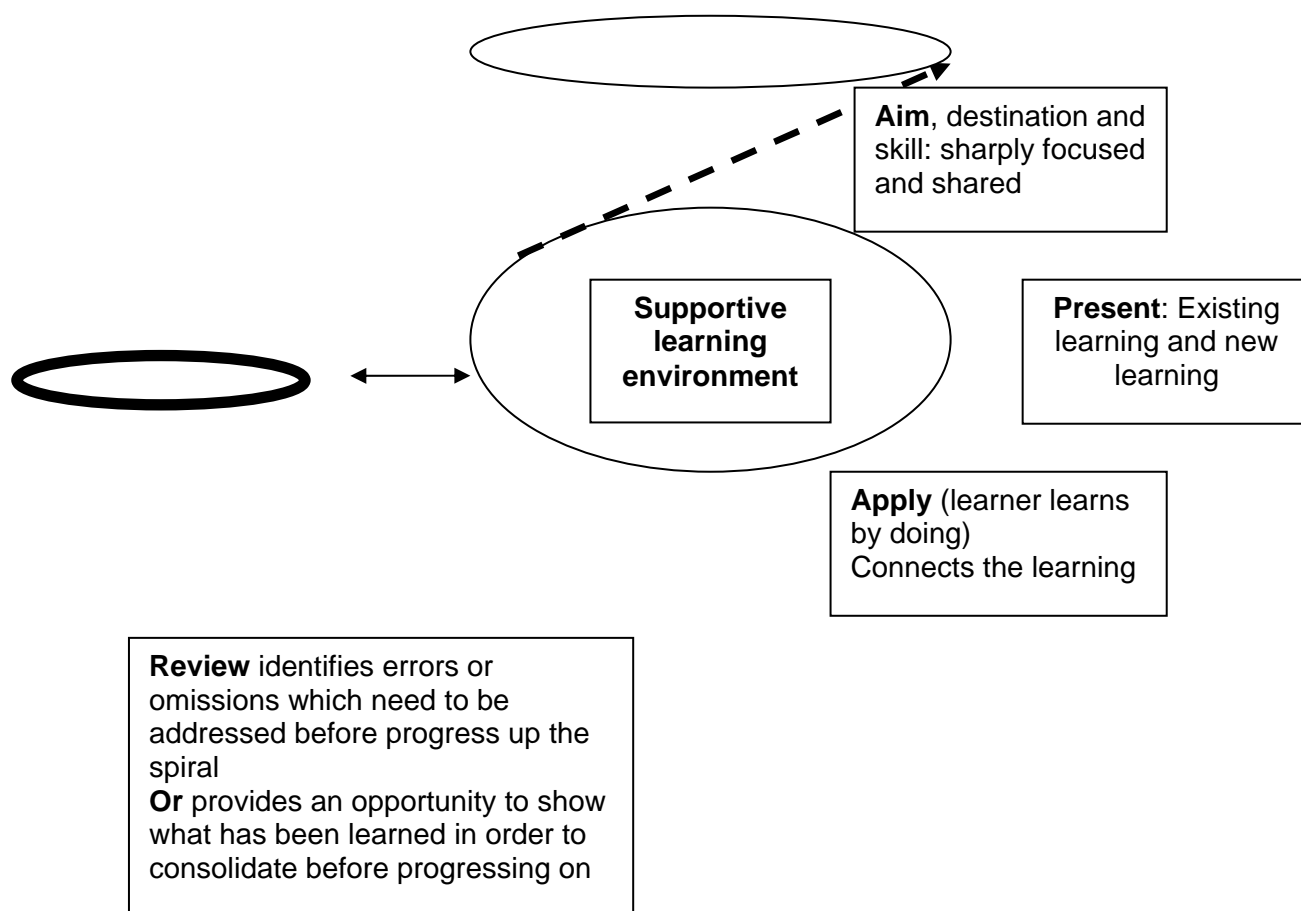 Aim, destination and
skill: sharply focused
and shared
Supportive
learning
environment
Present: Existing
learning and new
learning
Apply (learner learns
by doing)
Connects the learning
Review identifies errors or
omissions which need to be
addressed before progress up the
spiral
Or provides an opportunity to show
what has been learned in order to
consolidate before progressing on